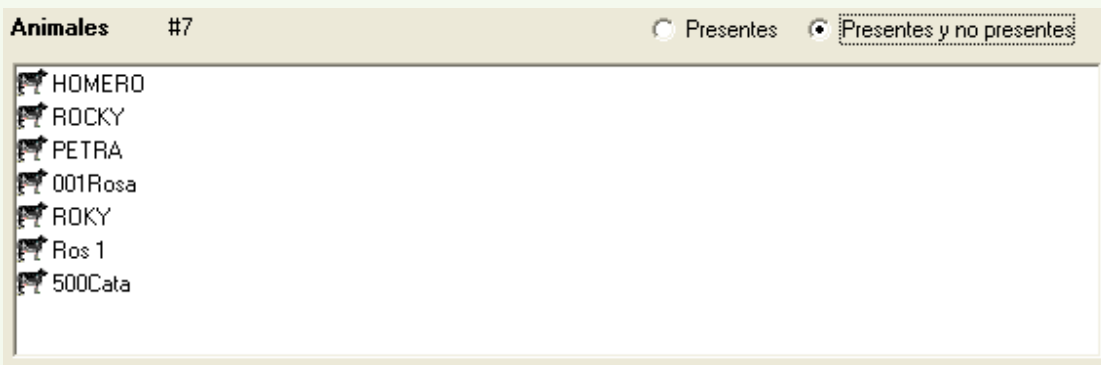 Animales #7 Presentes Presentes y no presentes
HOMERO
ROCKY
PETRA
001Rosa
ROKY
Ros 1
500Cata